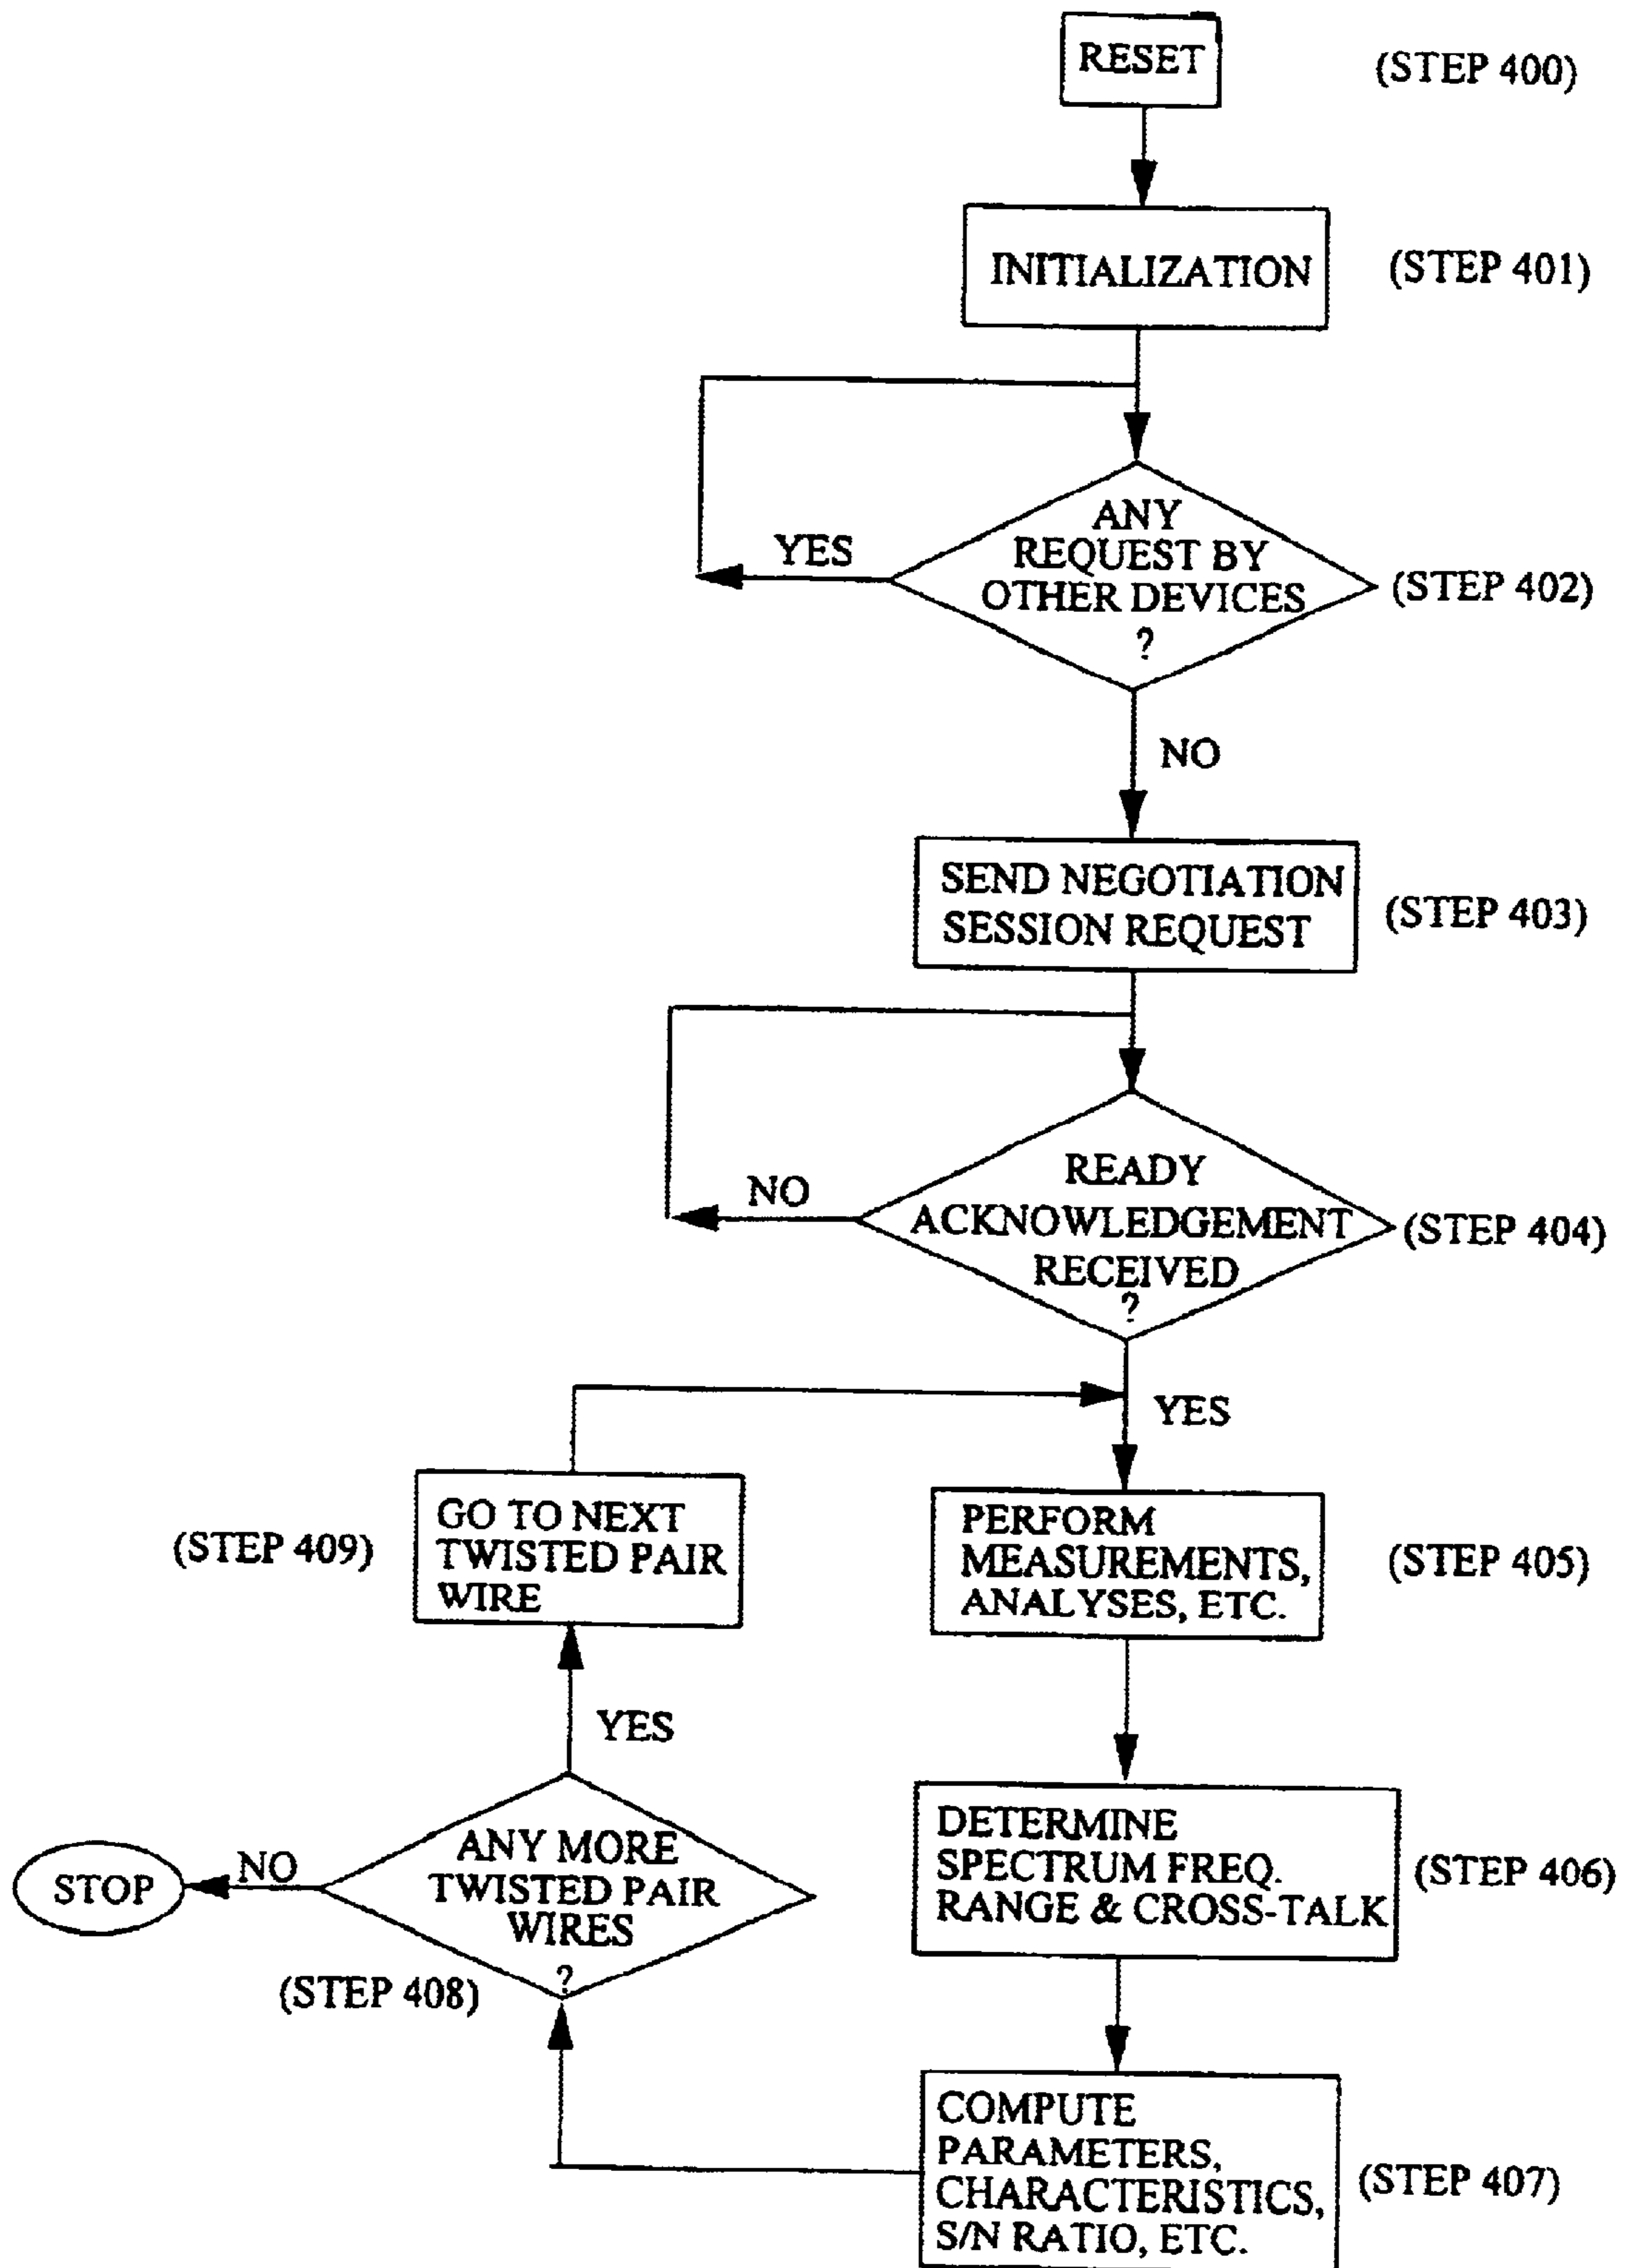 RESET
(STEP 400)
INITIALIZATION
(STEP 401)
ANY
REQUEST BY
OTHER DEVICES
?
(STEP 402)
YES
NO
SEND NEGOTIATION
SESSION REQUEST
(STEP 403)
READY
ACKNOWLEDGEMENT
RECEIVED
?
(STEP 404)
NO
YES
PERFORM
MEASUREMENTS,
ANALYSES, ETC.
(STEP 405)
DETERMINE
SPECTRUM FREQ.
RANGE & CROSS-TALK
(STEP 406)
COMPUTE
PARAMETERS,
CHARACTERISTICS,
S/N RATIO, ETC.
(STEP 407)
ANY MORE
TWISTED PAIR
WIRES
?
(STEP 408)
NO
STOP
YES
GO TO NEXT
TWISTED PAIR
WIRE
(STEP 409)